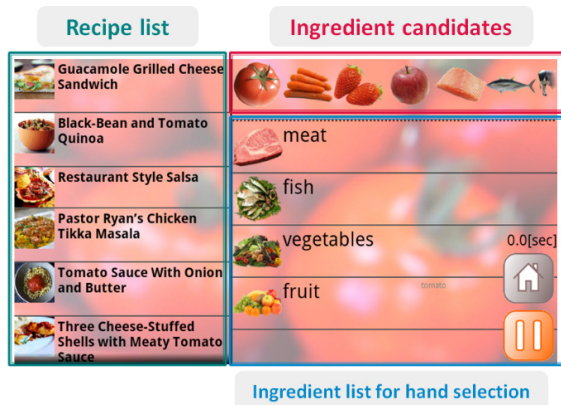 Recipe list
Ingredient candidates
Guacamole Grilled Cheese
Sandwich
Black-Bean and Tomato
Quinoa
Restaurant Style Salsa
Pastor Ryan's Chicken
Tikka Masala
Tomato Sauce With Onion
and Butter
Three Cheese-Stuffed
Shells with Meaty Tomato
Sauce
meat
fish
vegetables
0.0[sec]
fruit
tomato
Ingredient list for hand selection